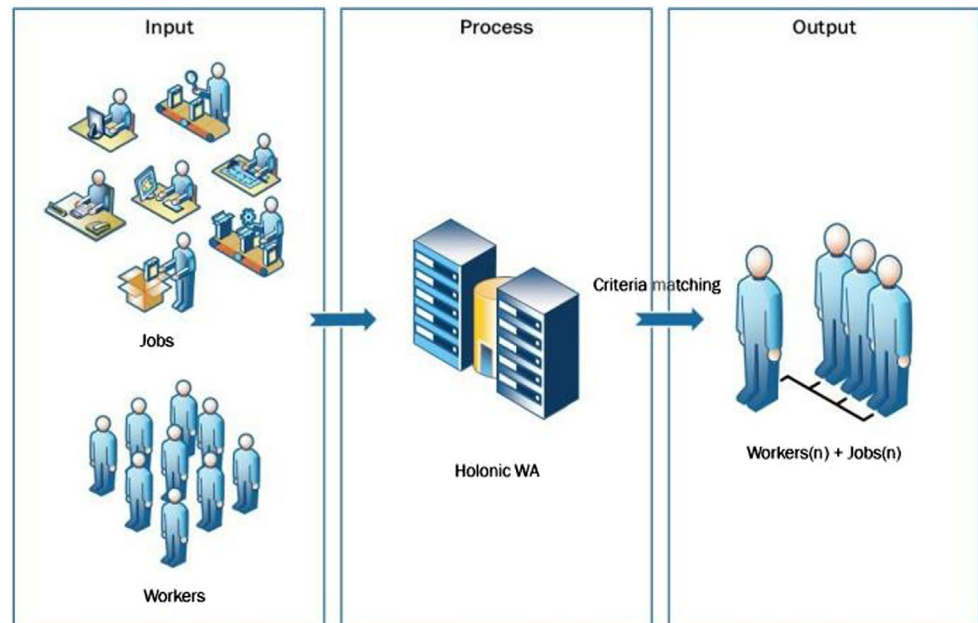 Input
Process
Output
Jobs
Workers
Holonic WA
Criteria matching
Workers(n) + Jobs(n)